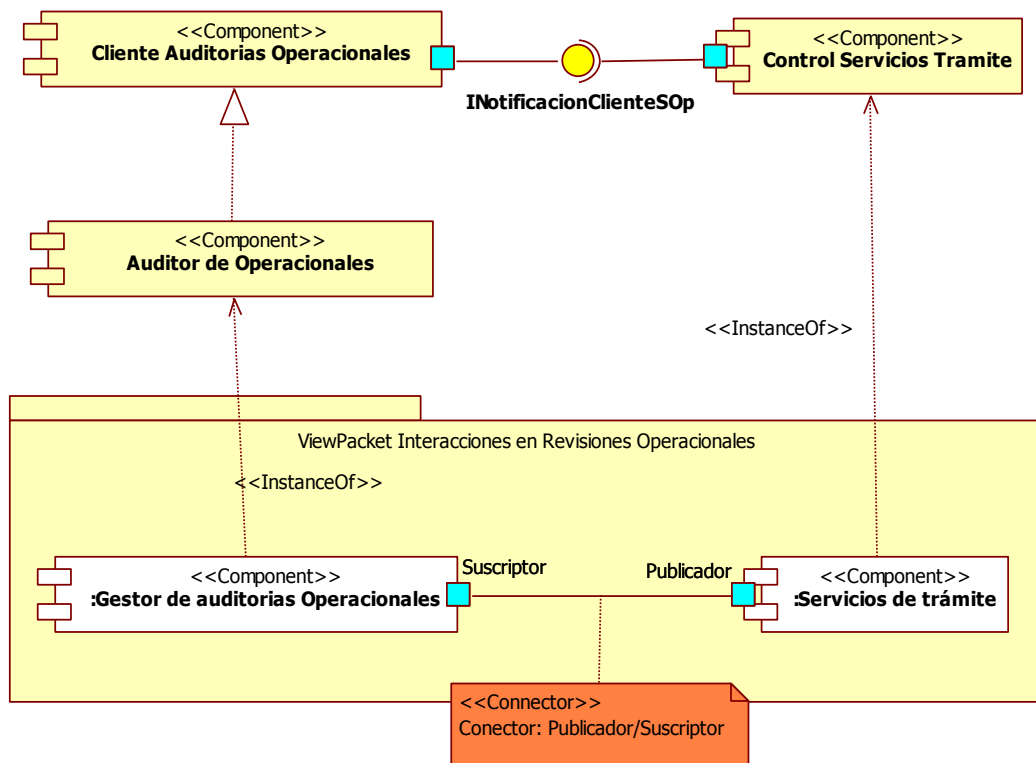 <<Component>>
Cliente Auditorias Operacionales
<<Component>>
Control Servicios Tramite
INotificacionClienteSOp
<<Component>>
Auditor de Operacionales
<<InstanceOf>>
ViewPacket Interacciones en Revisiones Operacionales
<<InstanceOf>>
<<Component>>
:Gestor de auditorias Operacionales
Suscriptor
Publicador
<<Component>>
:Servicios de trámite
<<Connector>>
Conector: Publicador/Suscriptor